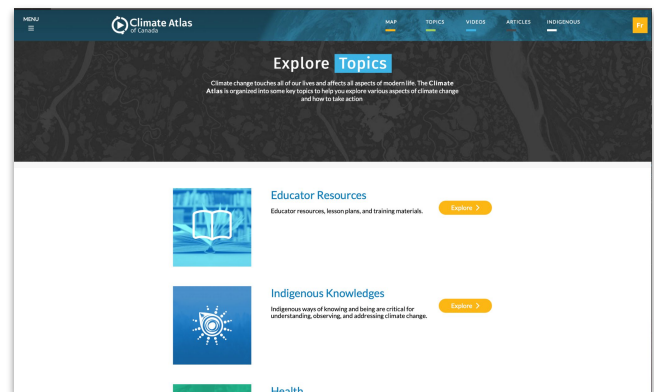 MENU
Climate Atlas
of Canada
MAP
TOPICS
VIDEOS
ARTICLES
INDIGENOUS
Fr
Explore Topics
Climate change touches all of our lives and affects all aspects of modern life. The Climate
Atlas is organized into some key topics to help you explore various aspects of climate change
and how to take action
Educator Resources
Educator resources, lesson plans, and training materials.
Explore >
Indigenous Knowledges
Indigenous ways of knowing and being are critical for
understanding, observing, and addressing climate change.
Explore >
Health